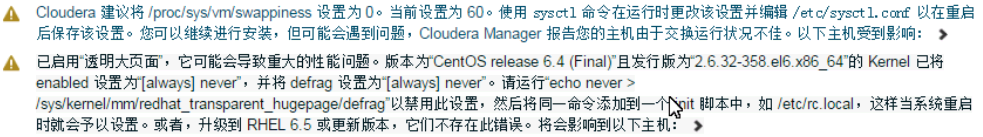 Cloudera 建议将 /proc/sys/vm/swappiness 设置为 0。当前设置为 60。使用 sysctl 命令在运行时更改该设置并编辑 /etc/sysctl.conf 以在重启
后保存该设置。您可以继续进行安装，但可能会遇到问题，Cloudera Manager 报告您的主机由于交换运行状况不佳。以下主机受到影响：
已启用“透明大页面”，它可能会导致重大的性能问题。版本为“CentOS release 6.4 (Final)”且发行版为“2.6.32-358.el6.x86_64”的 Kernel 已将
enabled 设置为“[always] never”，并将 defrag 设置为“[always] never”。请运行“echo never >
/sys/kernel/mm/redhat_transparent_hugepage/defrag”以禁用此设置，然后将同一命令添加到一个 init 脚本中，如 /etc/rc.local，这样当系统重启
时就会予以设置。或者，升级到 RHEL 6.5 或更新版本，它们不存在此错误。将会影响到以下主机：